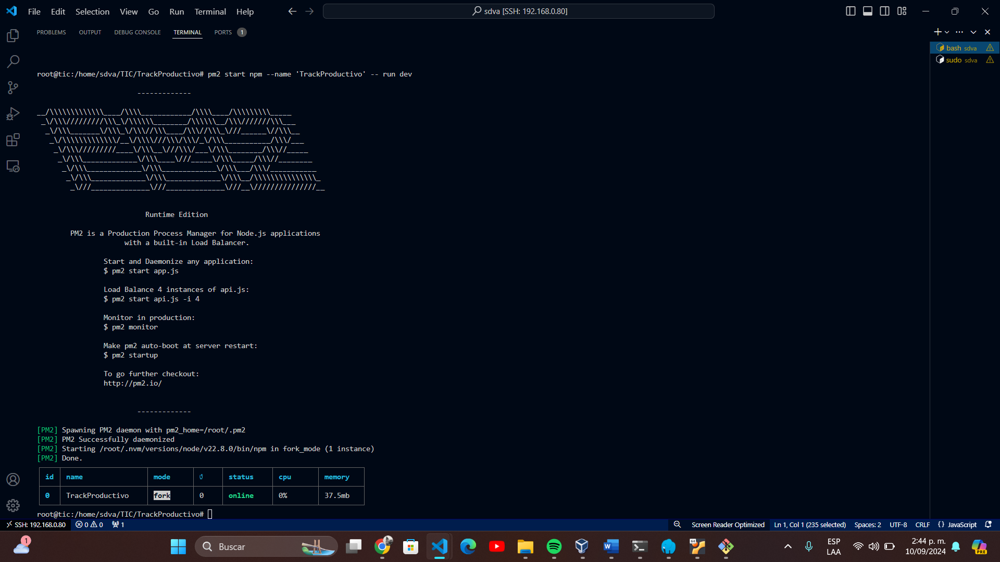 File Edit Selection View Go Run Terminal Help
sdva [SSH: 192.168.0.80]
PROBLEMS OUTPUT DEBUG CONSOLE TERMINAL PORTS 1
bash sdva
sudo sdva
root@tic:/home/sdva/TIC/TrackProductivo# pm2 start npm --name 'TrackProductivo' -- run dev
-------------
__/\\\\\\\\\\\\\____/\\\\____________/\\\\____/\\\\\\\\\_____
_\/\\\/////////\\\_\/\\\\\\________/\\\\\\__/\\\///////\\\___
_\/\\\_______\/\\\_\/\\\//\\\____/\\\//\\\_\///______\//\\\__
_\/\\\\\\\\\\\\\/__\/\\\\///\\\/\\\/_\/\\\___________/\\\/___
_\/\\\/////////____\/\\\__\///\\\/___\/\\\________/\\\//_____
_\/\\\_____________\/\\\____\///_____\/\\\_____/\\\//________
_\/\\\_____________\/\\\_____________\/\\\___/\\\/___________
_\/\\\_____________\/\\\_____________\/\\\__/\\\\\\\\\\\\\\\_
_\///______________\///______________\///__\///////////////__
Runtime Edition
PM2 is a Production Process Manager for Node.js applications
with a built-in Load Balancer.
Start and Daemonize any application:
$ pm2 start app.js
Load Balance 4 instances of api.js:
$ pm2 start api.js -i 4
Monitor in production:
$ pm2 monitor
Make pm2 auto-boot at server restart:
$ pm2 startup
To go further checkout:
http://pm2.io/
-------------
[PM2] Spawning PM2 daemon with pm2_home=/root/.pm2
[PM2] PM2 Successfully daemonized
[PM2] Starting /root/.nvm/versions/node/v22.8.0/bin/npm in fork_mode (1 instance)
[PM2] Done.
id name mode ↺ status cpu memory
0 TrackProductivo fork 0 online 0% 37.5mb
root@tic:/home/sdva/TIC/TrackProductivo#
SSH: 192.168.0.80 0 0 1 Screen Reader Optimized Ln 1, Col 1 (235 selected) Spaces: 2 UTF-8 CRLF {} JavaScript
1 Buscar 64 W PRE
ESP
LAA
2:44 p. m.
10/09/2024